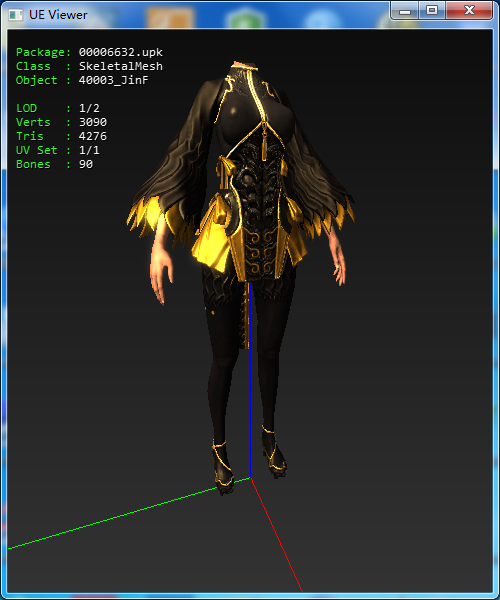 UE Viewer
Package: 00006632.upk
Class : SkeletalMesh
Object : 40003_JinF
LOD : 1/2
Verts : 3090
Tris : 4276
UV Set : 1/1
Bones : 90